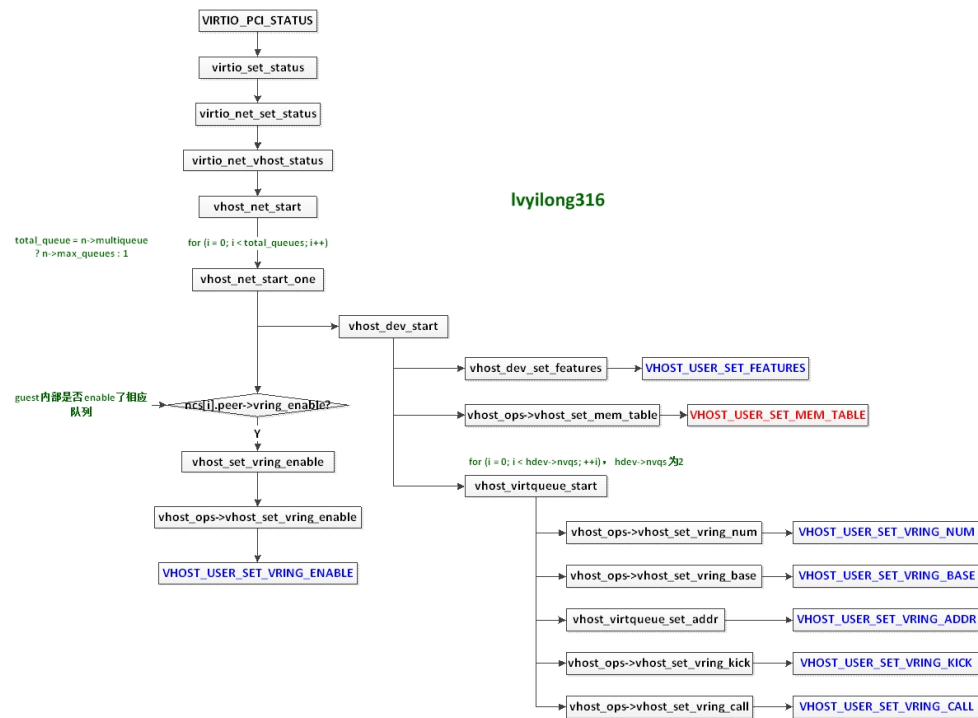 VIRTIO_PCI_STATUS
virtio_set_status
virtio_net_set_status
virtio_net_vhost_status
vhost_net_start
lvyilong316
total_queue = n->multiqueue
? n->max_queues : 1
for (i = 0; i < total_queues; i++)
vhost_net_start_one
vhost_dev_start
vhost_dev_set_features
VHOST_USER_SET_FEATURES
guest内部是否enable了相应
队列
ncs[i].peer->vring_enable?
vhost_ops->vhost_set_mem_table
VHOST_USER_SET_MEM_TABLE
Y
vhost_set_vring_enable
for (i = 0; i < hdev->nvqs; ++i)， hdev->nvqs为2
vhost_virtqueue_start
vhost_ops->vhost_set_vring_enable
VHOST_USER_SET_VRING_ENABLE
vhost_ops->vhost_set_vring_num
VHOST_USER_SET_VRING_NUM
vhost_ops->vhost_set_vring_base
VHOST_USER_SET_VRING_BASE
vhost_virtqueue_set_addr
VHOST_USER_SET_VRING_ADDR
vhost_ops->vhost_set_vring_kick
VHOST_USER_SET_VRING_KICK
vhost_ops->vhost_set_vring_call
VHOST_USER_SET_VRING_CALL